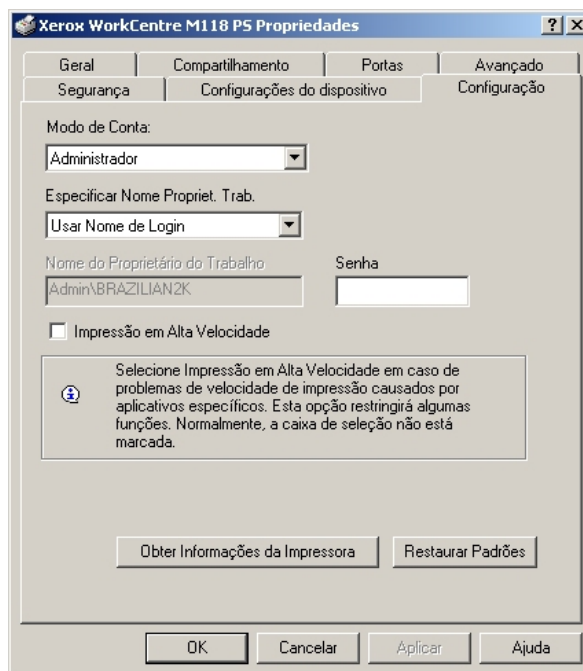 Xerox WorkCentre M118 PS Propriedades
Geral Compartilhamento Portas Avançado
Segurança Configurações do dispositivo Configuração
Modo de Conta:
Administrador
Especificar Nome Propriet. Trab.
Usar Nome de Login
Nome do Proprietário do Trabalho Senha
Admin\BRAZILIAN2K
Impressão em Alta Velocidade
Selecione Impressão em Alta Velocidade em caso de
problemas de velocidade de impressão causados por
aplicativos específicos. Esta opção restringirá algumas
funções. Normalmente, a caixa de seleção não está
marcada.
Obter Informações da Impressora Restaurar Padrões
OK Cancelar Aplicar Ajuda